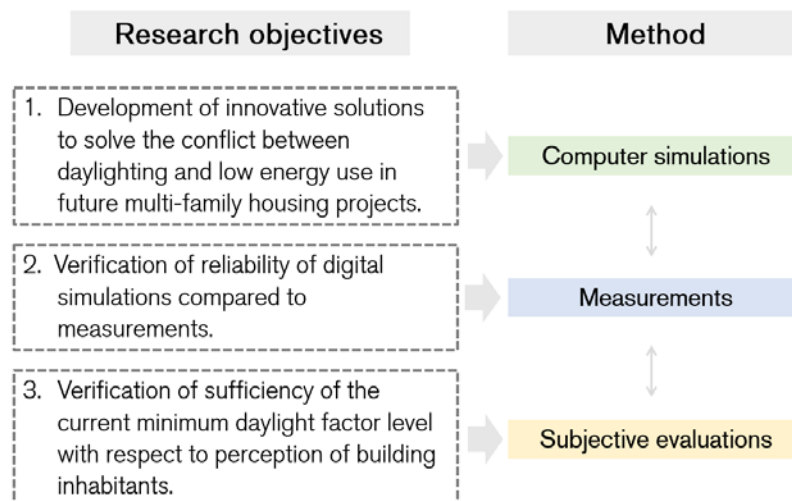 Research objectives
Method
1. Development of innovative solutions
to solve the conflict between
daylighting and low energy use in
future multi-family housing projects.
Computer simulations
2. Verification of reliability of digital
simulations compared to
measurements.
Measurements
3. Verification of sufficiency of the
current minimum daylight factor level
with respect to perception of building
inhabitants.
Subjective evaluations